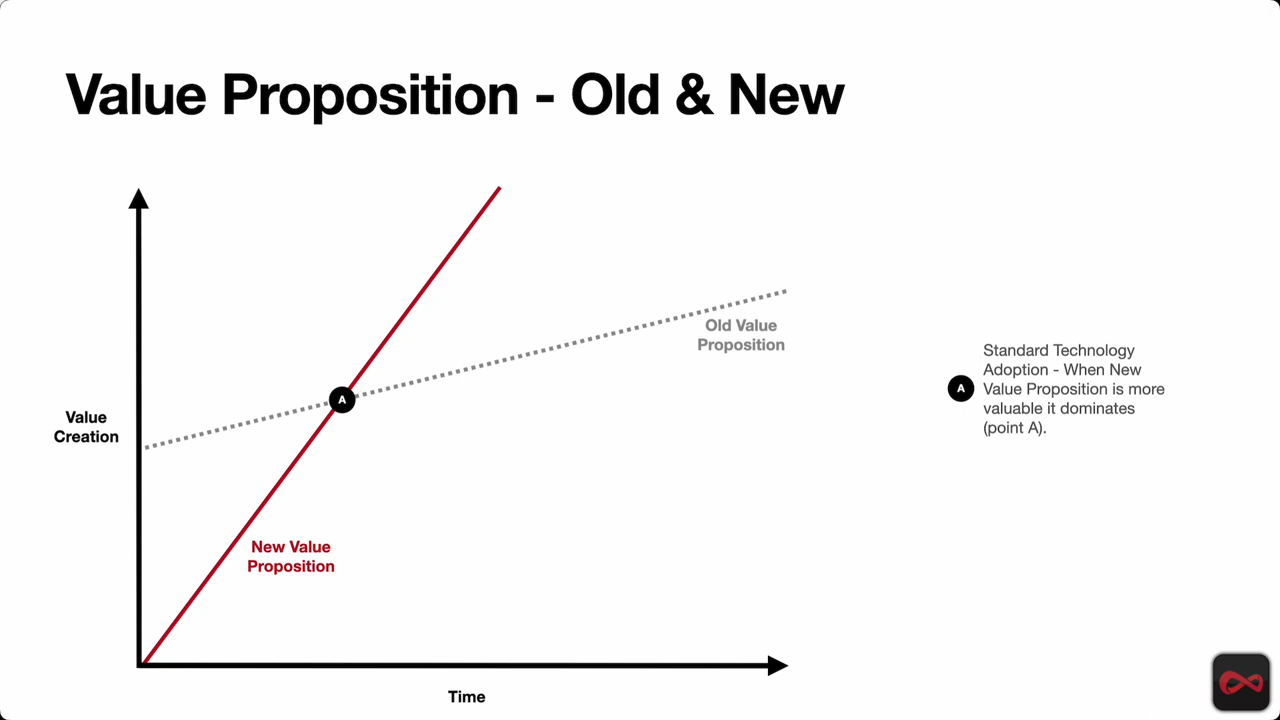 Value Proposition - Old & New
Old Value
Proposition
A
Value
Creation
New Value
Proposition
Time
A
Standard Technology
Adoption - When New
Value Proposition is more
valuable it dominates
(point A).